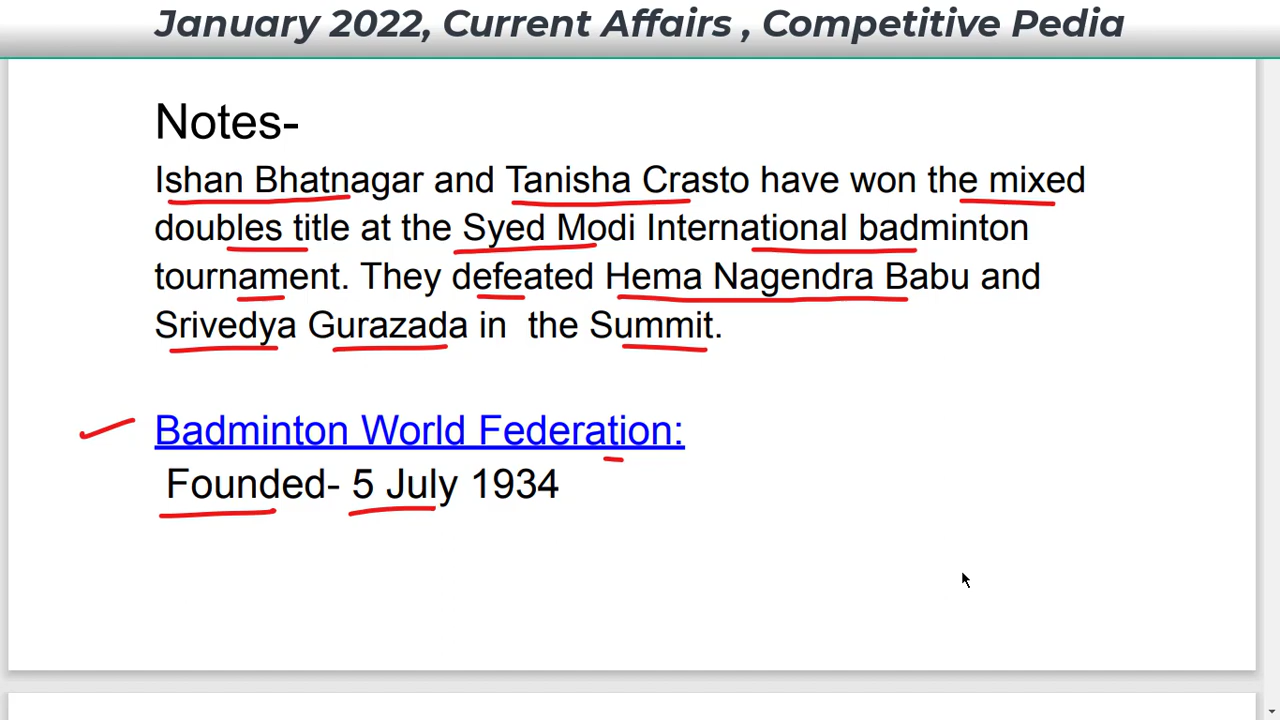 January 2022, Current Affairs , Competitive Pedia
Notes-
Ishan Bhatnagar and Tanisha Crasto have won the mixed
doubles title at the Syed Modi International badminton
tournament. They defeated Hema Nagendra Babu and
Srivedya Gurazada in  the Summit.
Badminton World Federation:
Founded- 5 July 1934